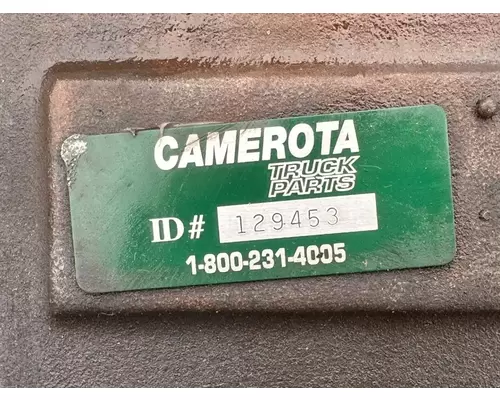 CAMEROTA
TRUCK
PARTS
ID# 129453
1-800-231-4005